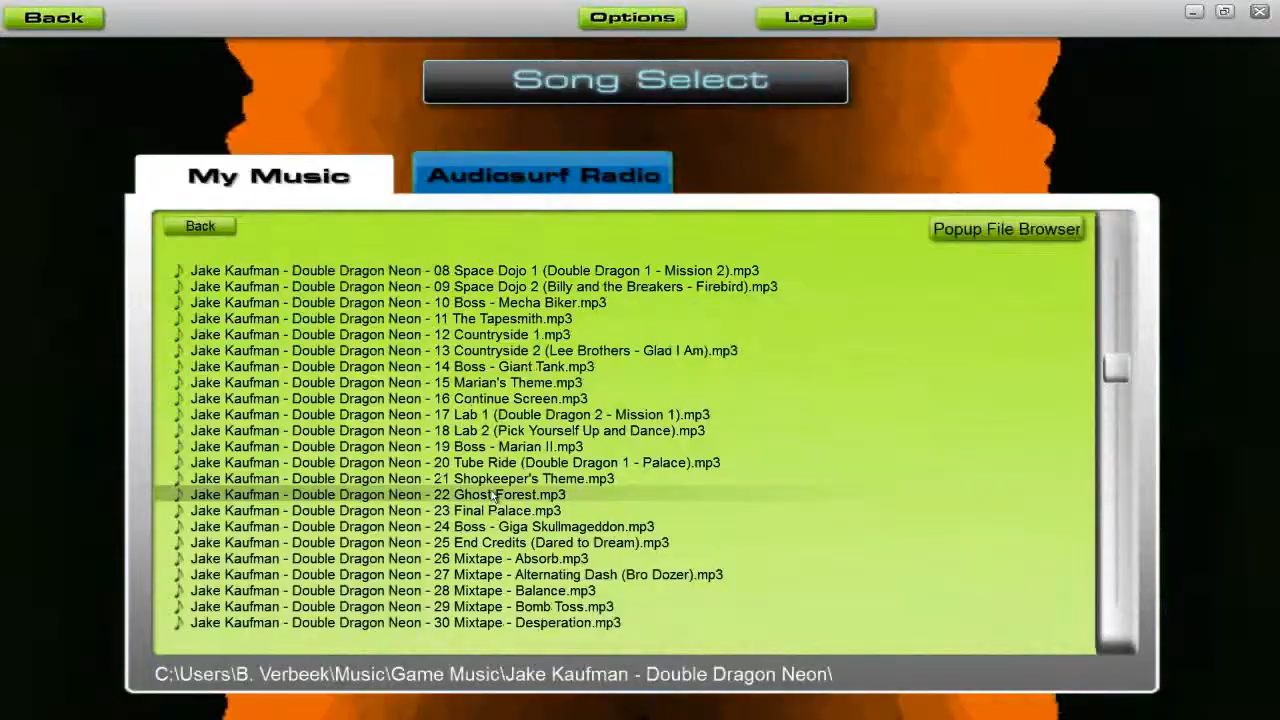 Back
Options
Login
Song Select
My Music
Audiosurf Radio
Back
Popup File Browser
Jake Kaufman - Double Dragon Neon - 08 Space Dojo 1 (Double Dragon 1 - Mission 2).mp3
Jake Kaufman - Double Dragon Neon - 09 Space Dojo 2 (Billy and the Breakers - Firebird).mp3
Jake Kaufman - Double Dragon Neon - 10 Boss - Mecha Biker.mp3
Jake Kaufman - Double Dragon Neon - 11 The Tapesmith.mp3
Jake Kaufman - Double Dragon Neon - 12 Countryside 1.mp3
Jake Kaufman - Double Dragon Neon - 13 Countryside 2 (Lee Brothers - Glad I Am).mp3
Jake Kaufman - Double Dragon Neon - 14 Boss - Giant Tank.mp3
Jake Kaufman - Double Dragon Neon - 15 Marian's Theme.mp3
Jake Kaufman - Double Dragon Neon - 16 Continue Screen.mp3
Jake Kaufman - Double Dragon Neon - 17 Lab 1 (Double Dragon 2 - Mission 1).mp3
Jake Kaufman - Double Dragon Neon - 18 Lab 2 (Pick Yourself Up and Dance).mp3
Jake Kaufman - Double Dragon Neon - 19 Boss - Marian II.mp3
Jake Kaufman - Double Dragon Neon - 20 Tube Ride (Double Dragon 1 - Palace).mp3
Jake Kaufman - Double Dragon Neon - 21 Shopkeeper's Theme.mp3
Jake Kaufman - Double Dragon Neon - 22 Ghost Forest.mp3
Jake Kaufman - Double Dragon Neon - 23 Final Palace.mp3
Jake Kaufman - Double Dragon Neon - 24 Boss - Giga Skullmageddon.mp3
Jake Kaufman - Double Dragon Neon - 25 End Credits (Dared to Dream).mp3
Jake Kaufman - Double Dragon Neon - 26 Mixtape - Absorb.mp3
Jake Kaufman - Double Dragon Neon - 27 Mixtape - Alternating Dash (Bro Dozer).mp3
Jake Kaufman - Double Dragon Neon - 28 Mixtape - Balance.mp3
Jake Kaufman - Double Dragon Neon - 29 Mixtape - Bomb Toss.mp3
Jake Kaufman - Double Dragon Neon - 30 Mixtape - Desperation.mp3
C:\Users\B. Verbeek\Music\Game Music\Jake Kaufman - Double Dragon Neon\